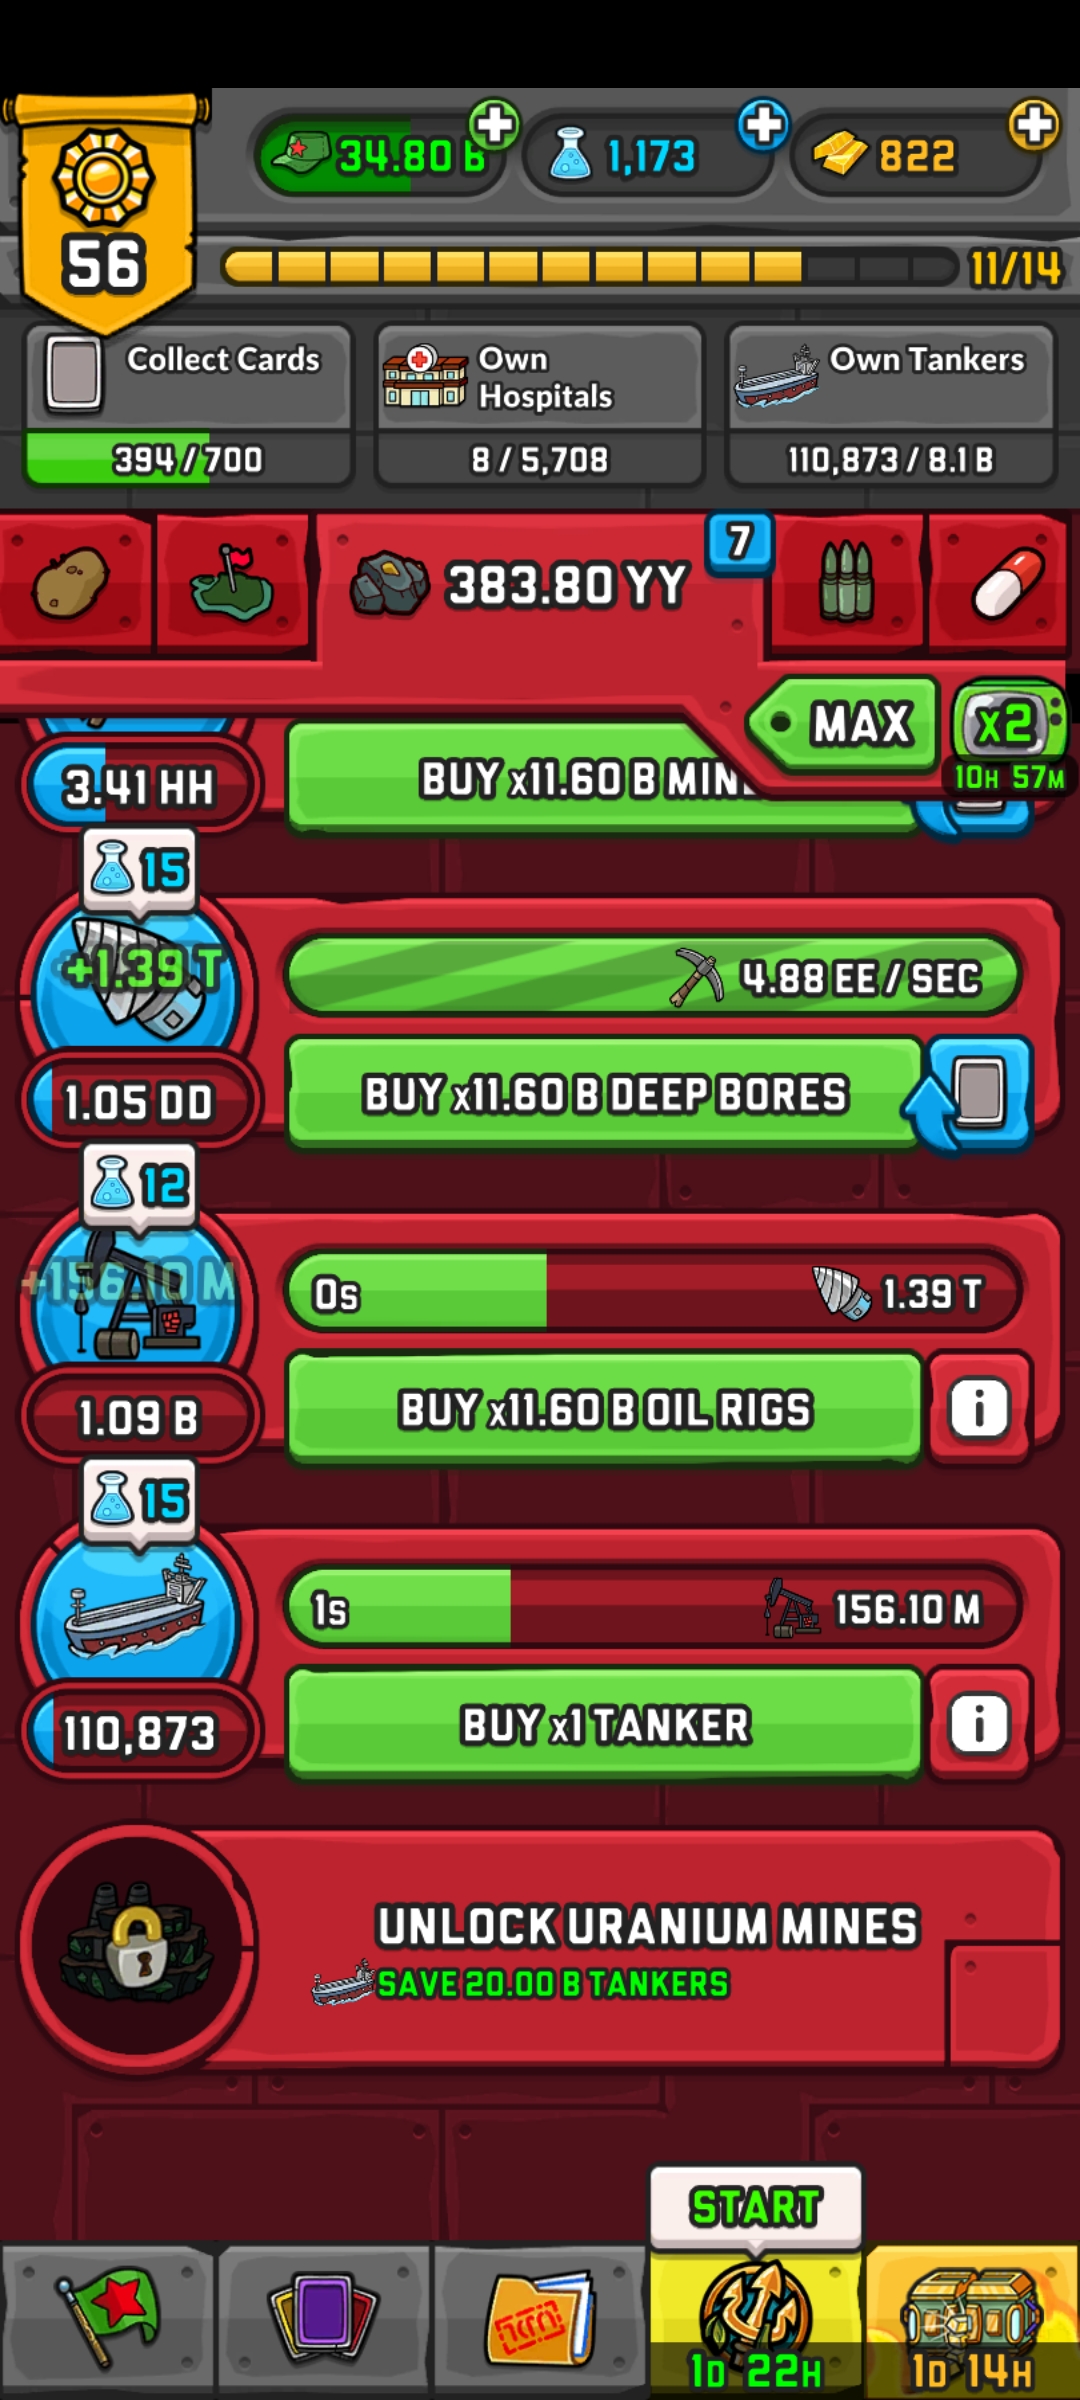 34.80 B
1,173
822
56
11/14
Collect Cards
Own
Hospitals
Own Tankers
394 / 700
8 / 5,708
110,873 / 8.1 B
7
383.80 YY
MAX
x2
10H 57M
3.41 HH
BUY x11.60 B
15
+1.39 T
4.88 EE / SEC
1.05 DD
BUY x11.60 B DEEP BORES
12
+156.10 M
0s
1.39 T
1.09 B
BUY x11.60 B OIL RIGS
15
1s
156.10 M
110,873
BUY x1 TANKER
UNLOCK URANIUM MINES
SAVE 20.00 B TANKERS
START
1D 22H
1D 14H